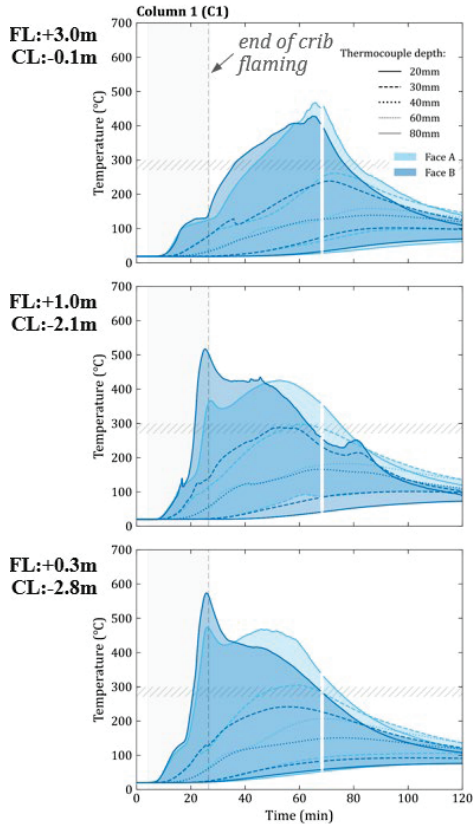 FL:+3.0m
CL:-0.1m
Column 1 (C1)
end of crib
flaming
Thermocouple depth:
20mm
30mm
40mm
60mm
80mm
Face A
Face B
Temperature (°C)
700
600
500
400
300
200
100
0
FL:+1.0m
CL:-2.1m
Temperature (°C)
700
600
500
400
300
200
100
0
FL:+0.3m
CL:-2.8m
Temperature (°C)
700
600
500
400
300
200
100
0
0 20 40 60 80 100 120
Time (min)